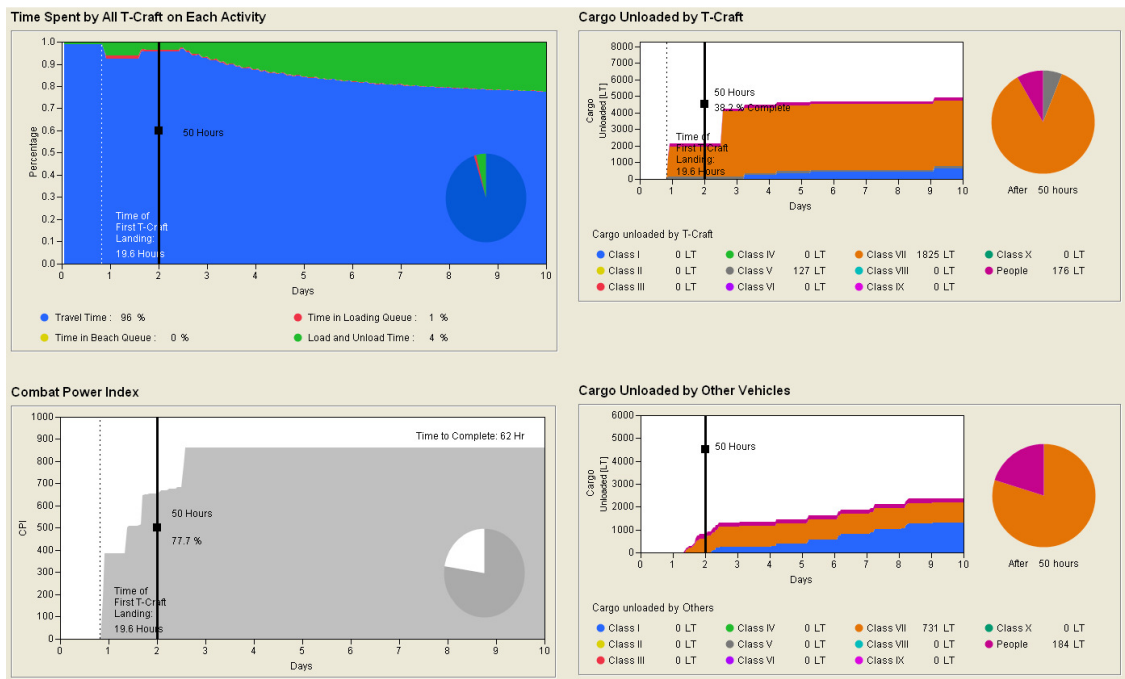 Time Spent by All T-Craft on Each Activity
1.0
0.9
0.8
0.7
0.6
0.5
0.4
0.3
0.2
0.1
0.0
Percentage
50 Hours
Time of
First T-Craft
Landing:
19.6 Hours
0 1 2 3 4 5 6 7 8 9 10
Days
Travel Time : 96 %
Time in Loading Queue : 1 %
Time in Beach Queue : 0 %
Load and Unload Time : 4 %
Cargo Unloaded by T-Craft
8000
7000
6000
5000
4000
3000
2000
1000
0
Cargo
Unloaded [LT]
50 Hours
38.2 % Complete
Time of
First T-Craft
Landing:
19.6 Hours
0 1 2 3 4 5 6 7 8 9 10
Days
After 50 hours
Cargo unloaded by T-Craft
Class I 0 LT Class IV 0 LT Class VII 1825 LT Class X 0 LT
Class II 0 LT Class V 127 LT Class VIII 0 LT People 176 LT
Class III 0 LT Class VI 0 LT Class IX 0 LT
Combat Power Index
1000
900
800
700
600
500
400
300
200
100
0
CPI
Time to Complete: 62 Hr
50 Hours
77.7 %
Time of
First T-Craft
Landing:
19.6 Hours
0 1 2 3 4 5 6 7 8 9 10
Days
Cargo Unloaded by Other Vehicles
6000
5000
4000
3000
2000
1000
0
Cargo
Unloaded [LT]
50 Hours
0 1 2 3 4 5 6 7 8 9 10
Days
After 50 hours
Cargo unloaded by Others
Class I 0 LT Class IV 0 LT Class VII 731 LT Class X 0 LT
Class II 0 LT Class V 0 LT Class VIII 0 LT People 184 LT
Class III 0 LT Class VI 0 LT Class IX 0 LT